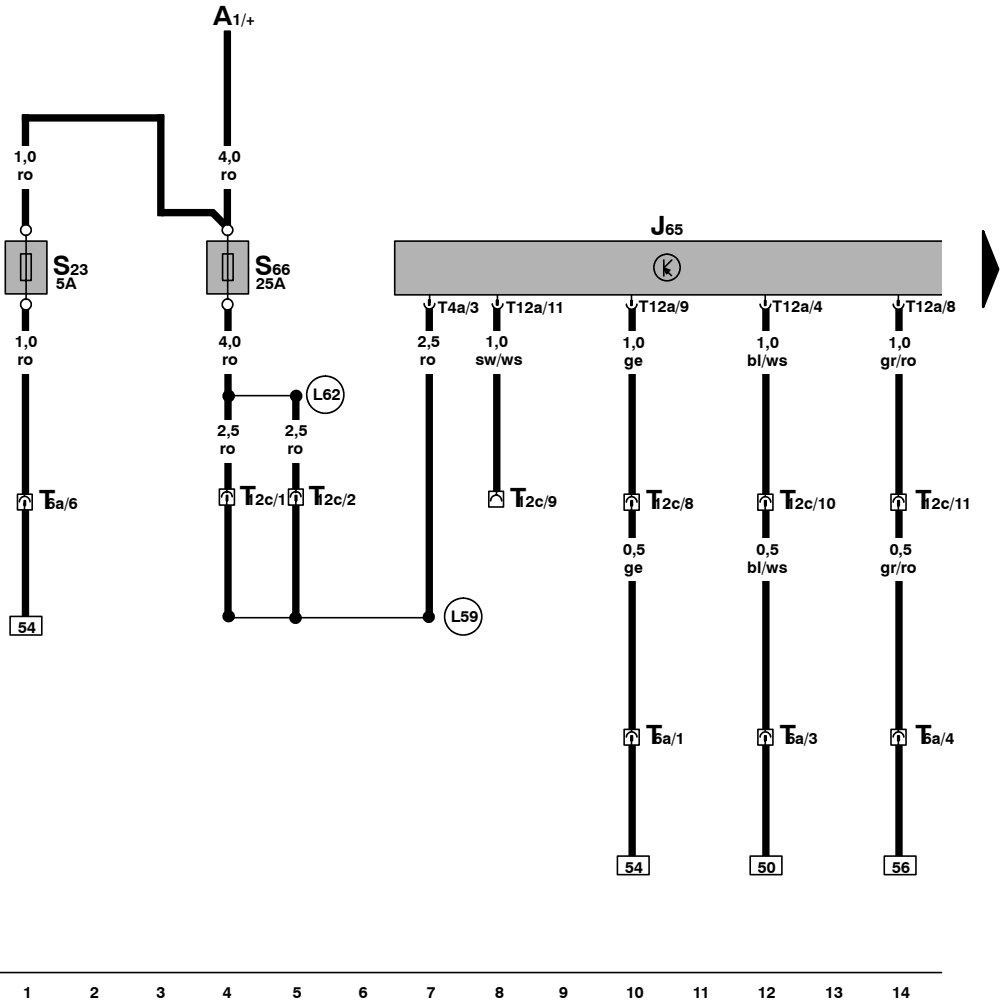 A1/+
1,0
ro
4,0
ro
S23
5A
S66
25A
J65
T4a/3
T12a/11
T12a/9
T12a/4
T12a/8
1,0
ro
4,0
ro
2,5
ro
1,0
sw/ws
1,0
ge
1,0
bl/ws
1,0
gr/ro
L62
2,5
ro
2,5
ro
T6a/6
T12c/1
T12c/2
T12c/9
T12c/8
T12c/10
T12c/11
0,5
ge
0,5
bl/ws
0,5
gr/ro
54
L59
T6a/1
T6a/3
T6a/4
54
50
56
1 2 3 4 5 6 7 8 9 10 11 12 13 14